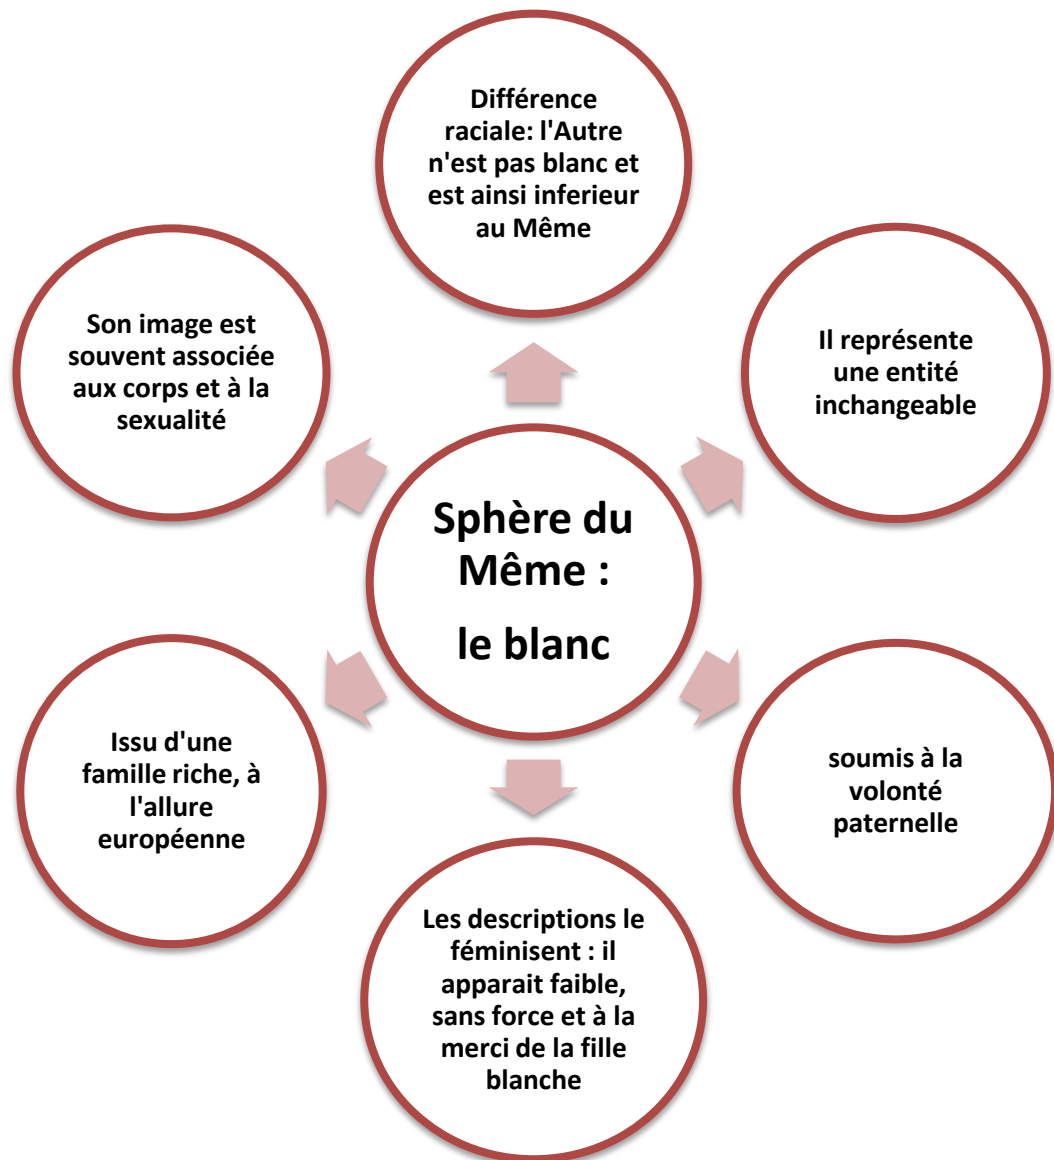 Différence
raciale: l'Autre
n'est pas blanc et
est ainsi inferieur
au Même
Il représente
une entité
inchangeable
soumis à la
volonté
paternelle
Les descriptions le
féminisent : il
apparait faible,
sans force et à la
merci de la fille
blanche
Issu d'une
famille riche, à
l'allure
européenne
Son image est
souvent associée
aux corps et à la
sexualité
Sphère du
Même :
le blanc